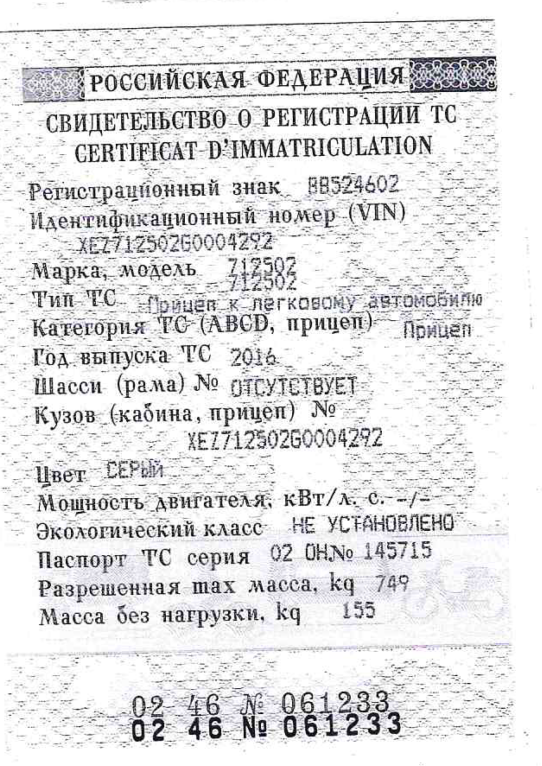 РОССИЙСКАЯ ФЕДЕРАЦИЯ
СВИДЕТЕЛЬСТВО О РЕГИСТРАЦИИ ТС
CERTIFICAT D'IMMATRICULATION
Регистрационный знак ВВ524602
Идентификационный номер (VIN)
XEZ712502G0004292
Марка, модель 712502
712502
Тип ТС Прицеп к легковому автомобилю
Категория ТС (ABCD, прицеп) Прицеп
Год выпуска ТС 2016
Шасси (рама) № ОТСУТСТВУЕТ
Кузов (кабина, прицеп) №
XEZ712502G0004292
Цвет СЕРЫЙ
Мощность двигателя, кВт/л. с. --/-
Экологический класс НЕ УСТАНОВЛЕНО
Паспорт ТС серия 02 ОН № 145715
Разрешенная max масса, kq 749
Масса без нагрузки, kq 155
02 46 № 061233
02 46 № 061233